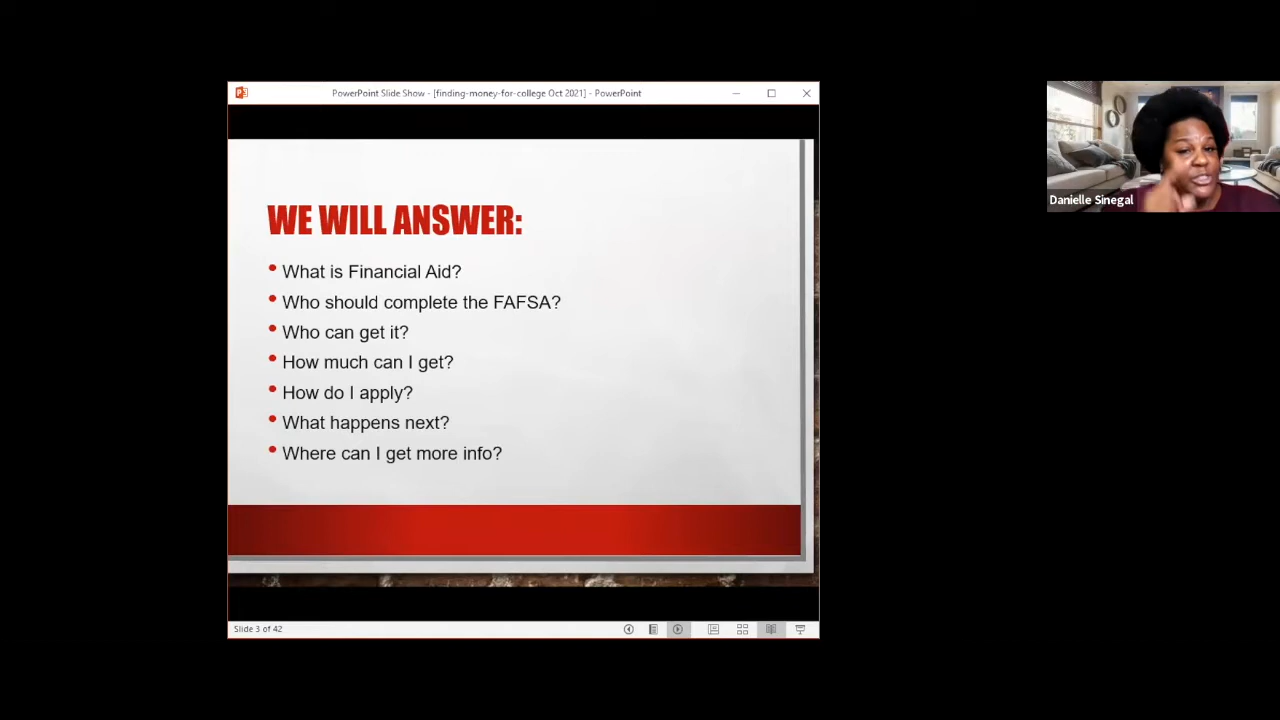 PowerPoint Slide Show - [finding-money-for-college Oct 2021] - PowerPoint
WE WILL ANSWER:
• What is Financial Aid?
• Who should complete the FAFSA?
• Who can get it?
• How much can I get?
• How do I apply?
• What happens next?
• Where can I get more info?
Slide 3 of 42
Danielle Sinegal